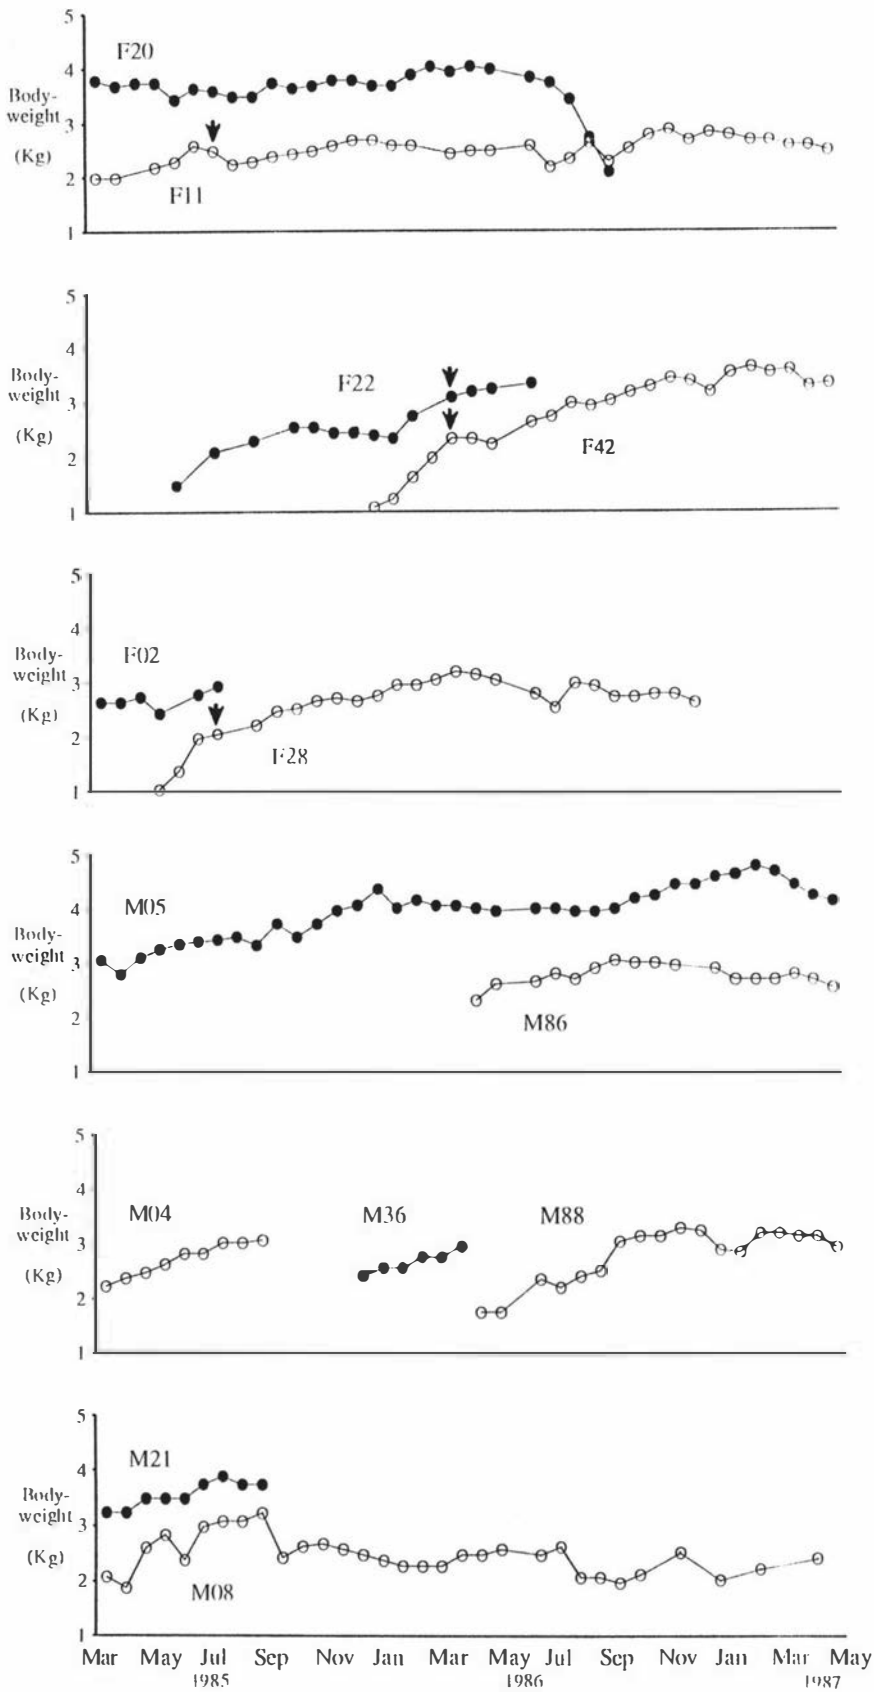 5
F20
4
Body-
weight
3
(Kg)
2
F11
1
5
4
Body-
weight
F22
3
(Kg)
F42
2
1
5
4
Body-
weight
F02
3
(Kg)
2
F28
1
5
4
M05
Body-
weight
3
(Kg)
2
M86
1
5
4
M04 M36 M88
Body-
weight
3
(Kg)
2
1
5
M21
4
Body-
weight
3
(Kg)
2
M08
1
Mar May Jul Sep Nov Jan Mar May Jul Sep Nov Jan Mar May
1985 1986 1987